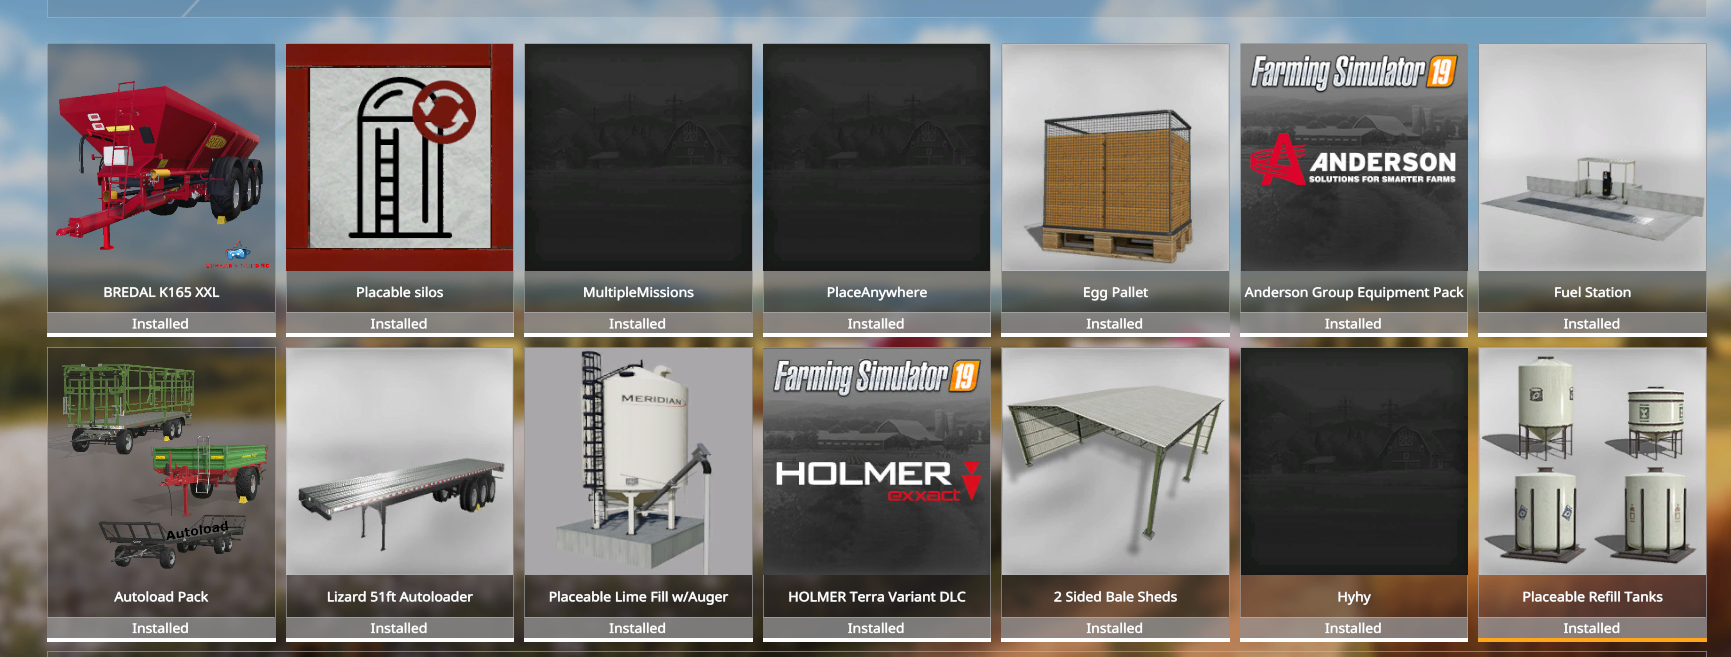 Farming Simulator 19
ANDERSON
SOLUTIONS FOR SMARTER FARMS
BREDAL K165 XXL
Placable silos
MultipleMissions
PlaceAnywhere
Egg Pallet
Anderson Group Equipment Pack
Fuel Station
Installed
Installed
Installed
Installed
Installed
Installed
Installed
Autoload
MERIDIAN
Farming Simulator 19
HOLMER
exxact
Autoload Pack
Lizard 51ft Autoloader
Placeable Lime Fill w/Auger
HOLMER Terra Variant DLC
2 Sided Bale Sheds
Hyhy
Placeable Refill Tanks
Installed
Installed
Installed
Installed
Installed
Installed
Installed